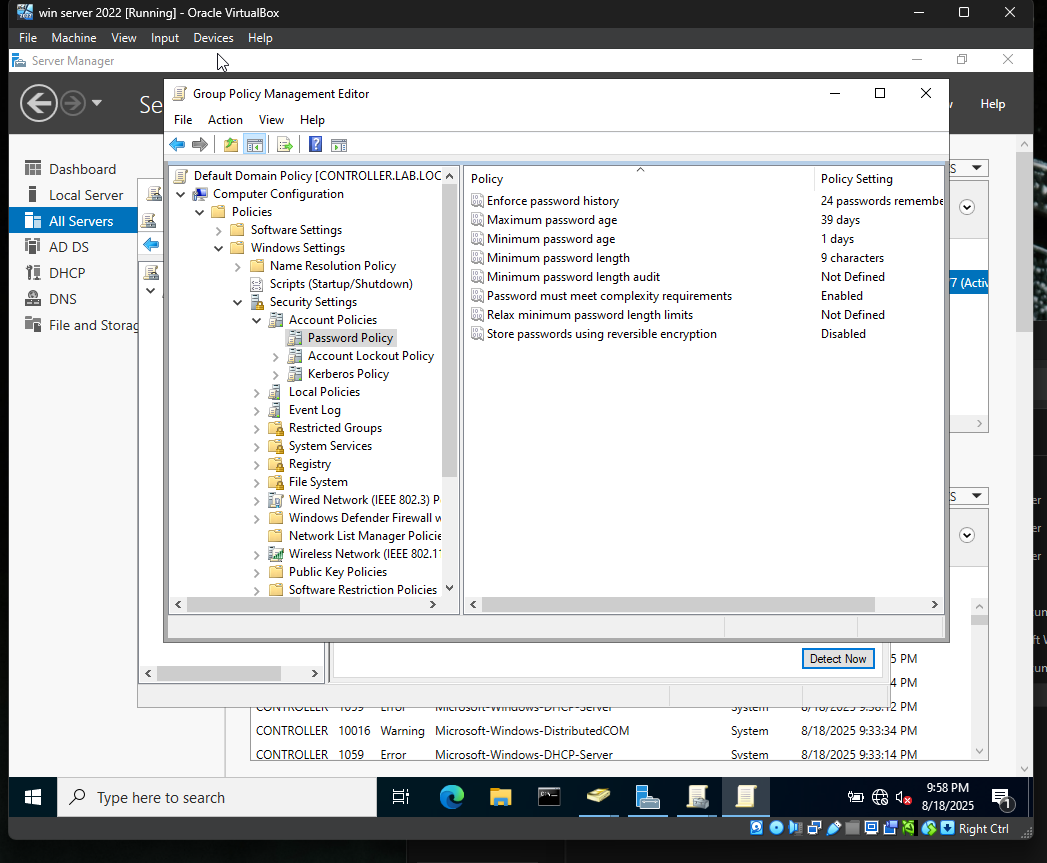 win server 2022 [Running] - Oracle VirtualBox
File Machine View Input Devices Help
Server Manager
Se
Help
Group Policy Management Editor
File Action View Help
Dashboard
Local Server
All Servers
AD DS
DHCP
DNS
File and Storag
Default Domain Policy [CONTROLLER.LAB.LOC
Computer Configuration
Policies
Software Settings
Windows Settings
Name Resolution Policy
Scripts (Startup/Shutdown)
Security Settings
Account Policies
Password Policy
Account Lockout Policy
Kerberos Policy
Local Policies
Event Log
Restricted Groups
System Services
Registry
File System
Wired Network (IEEE 802.3) P
Windows Defender Firewall w
Network List Manager Policie
Wireless Network (IEEE 802.11
Public Key Policies
Software Restriction Policies
Policy Policy Setting
Enforce password history 24 passwords remembe
Maximum password age 39 days
Minimum password age 1 days
Minimum password length 9 characters
Minimum password length audit Not Defined
Password must meet complexity requirements Enabled
Relax minimum password length limits Not Defined
Store passwords using reversible encryption Disabled
S
7 (Activ
S
Detect Now
5 PM
4 PM
CONTROLLER 1059 Error Microsoft-Windows-DHCP-Server System 8/18/2025 9:38:12 PM
CONTROLLER 10016 Warning Microsoft-Windows-DistributedCOM System 8/18/2025 9:33:34 PM
CONTROLLER 1059 Error Microsoft-Windows-DHCP-Server System 8/18/2025 9:33:14 PM
Type here to search
9:58 PM
8/18/2025
1
Right Ctrl